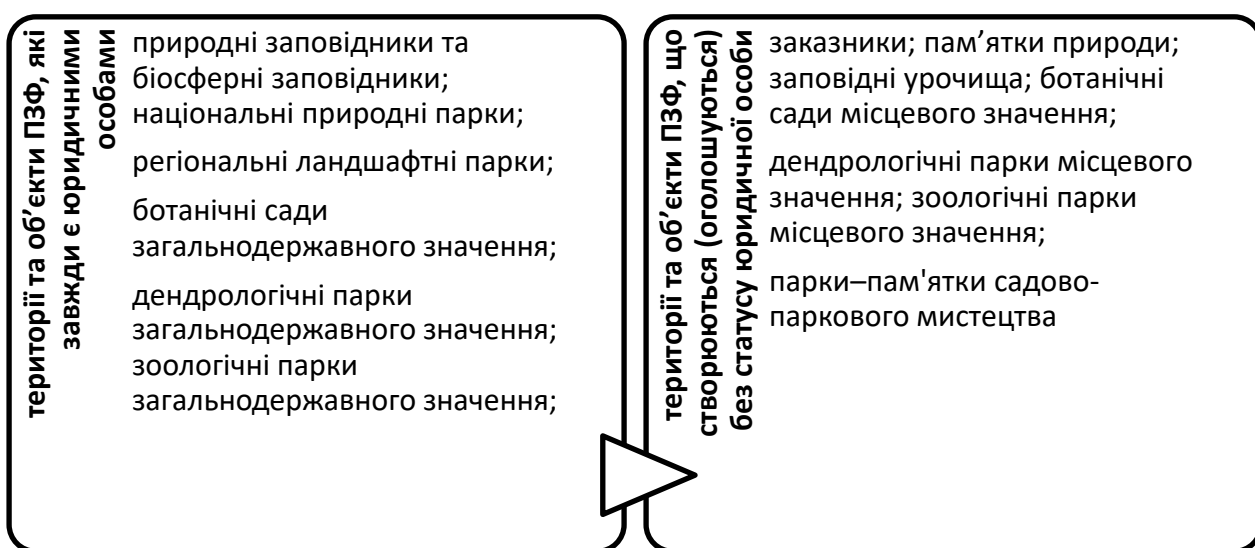 території та об’єкти ПЗФ, які
завжди є юридичними
особами
природні заповідники та
біосферні заповідники;
національні природні парки;
регіональні ландшафтні парки;
ботанічні сади
загальнодержавного значення;
дендрологічні парки
загальнодержавного значення;
зоологічні парки
загальнодержавного значення;
території та об’єкти ПЗФ, що
створюються (оголошуються)
без статусу юридичної особи
заказники; пам’ятки природи;
заповідні урочища; ботанічні
сади місцевого значення;
дендрологічні парки місцевого
значення; зоологічні парки
місцевого значення;
парки–пам'ятки садово-
паркового мистецтва